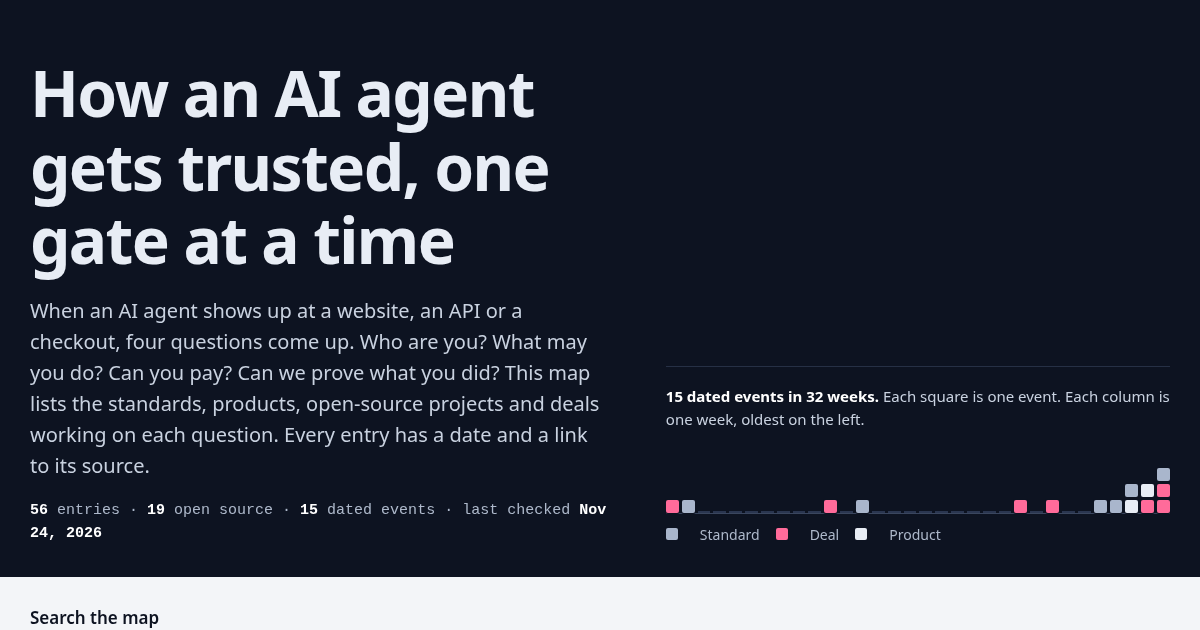 How an AI agent
gets trusted, one
gate at a time
When an AI agent shows up at a website, an API or a
checkout, four questions come up. Who are you? What may
you do? Can you pay? Can we prove what you did? This map
lists the standards, products, open-source projects and deals
working on each question. Every entry has a date and a link
to its source.
56 entries · 19 open source · 15 dated events · last checked Nov
24, 2026
15 dated events in 32 weeks. Each square is one event. Each column is
one week, oldest on the left.
Standard Deal Product
Search the map